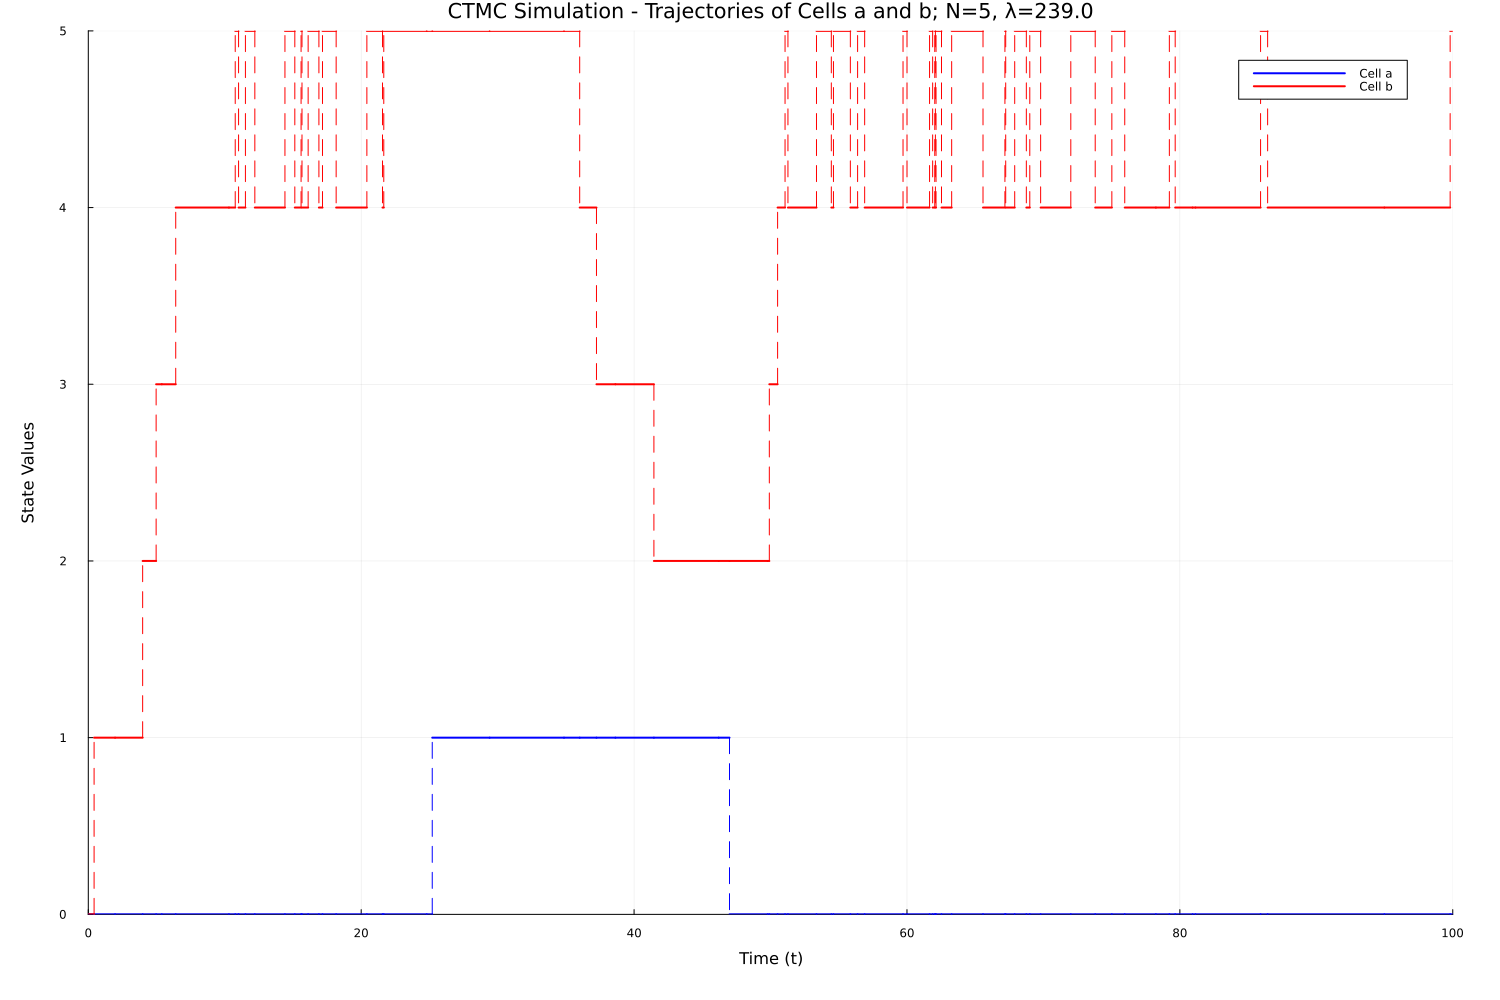 CTMC Simulation - Trajectories of Cells a and b; N=5, λ=239.0
5
Cell a
Cell b
4
3
State Values
2
1
0
0 20 40 60 80 100
Time (t)